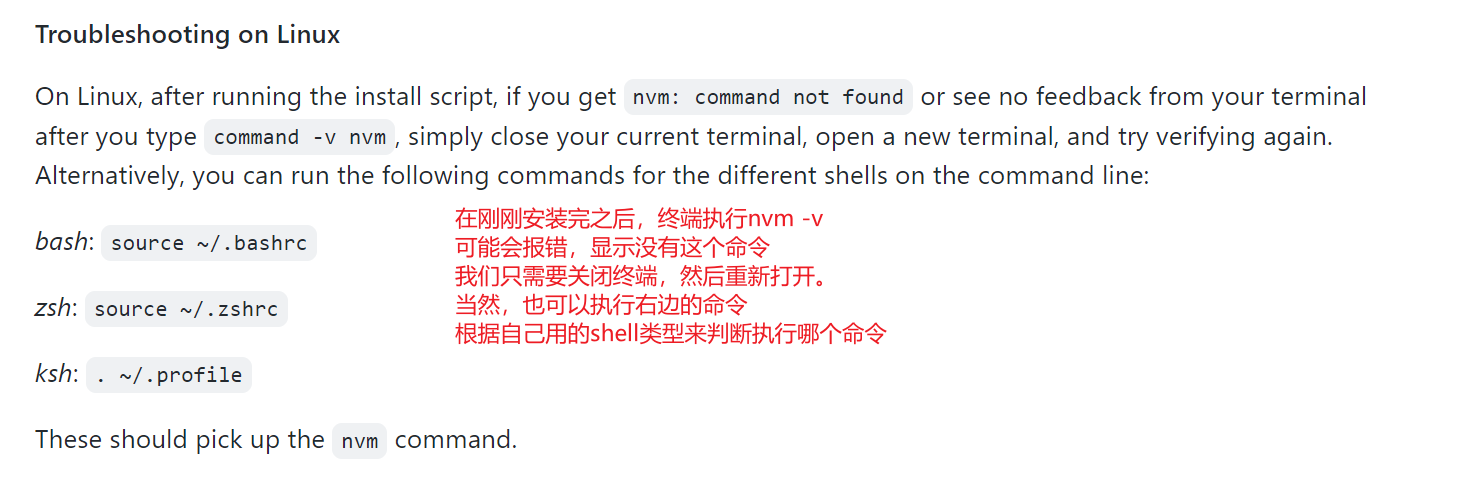 Troubleshooting on Linux
On Linux, after running the install script, if you get nvm: command not found or see no feedback from your terminal
after you type command -v nvm, simply close your current terminal, open a new terminal, and try verifying again.
Alternatively, you can run the following commands for the different shells on the command line:
bash: source ~/.bashrc
zsh: source ~/.zshrc
ksh: . ~/.profile
在刚刚安装完之后，终端执行nvm -v
可能会报错，显示没有这个命令
我们只需要关闭终端，然后重新打开。
当然，也可以执行右边的命令
根据自己用的shell类型来判断执行哪个命令
These should pick up the nvm command.